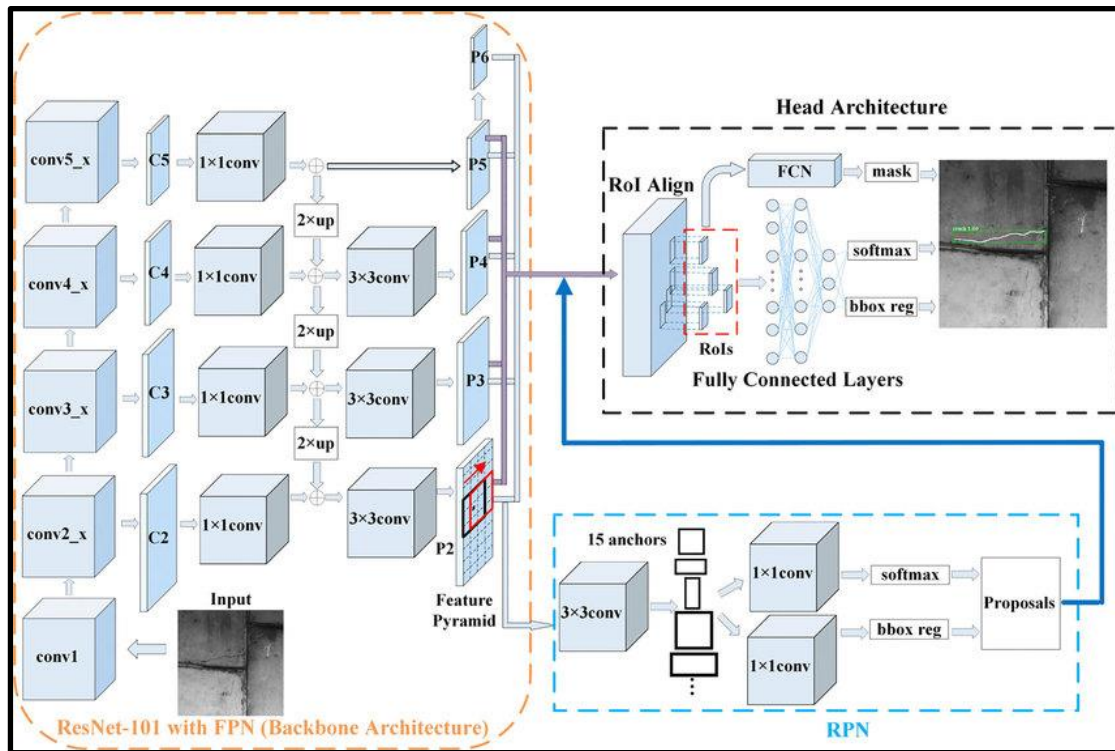 P6
conv5_x
C5
1×1conv
P5
2×up
conv4_x
C4
1×1conv
3×3conv
P4
2×up
conv3_x
C3
1×1conv
3×3conv
P3
2×up
conv2_x
C2
1×1conv
3×3conv
P2
Feature
Pyramid
conv1
Input
ResNet-101 with FPN (Backbone Architecture)
Head Architecture
RoI Align
FCN
mask
softmax
bbox reg
RoIs
Fully Connected Layers
15 anchors
3×3conv
1×1conv
softmax
1×1conv
bbox reg
Proposals
RPN